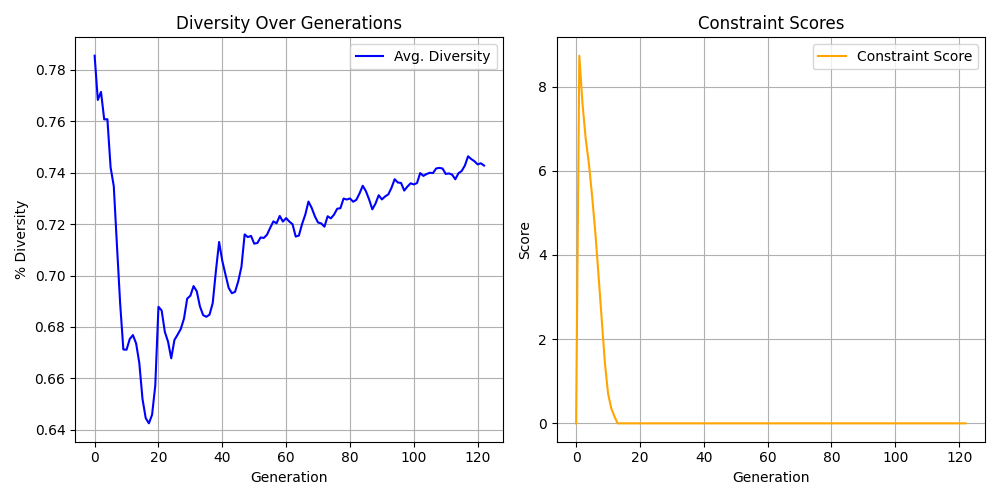 Diversity Over Generations
Avg. Diversity
% Diversity
0.78
0.76
0.74
0.72
0.70
0.68
0.66
0.64
0 20 40 60 80 100 120
Generation
Constraint Scores
Constraint Score
Score
8
6
4
2
0
0 20 40 60 80 100 120
Generation